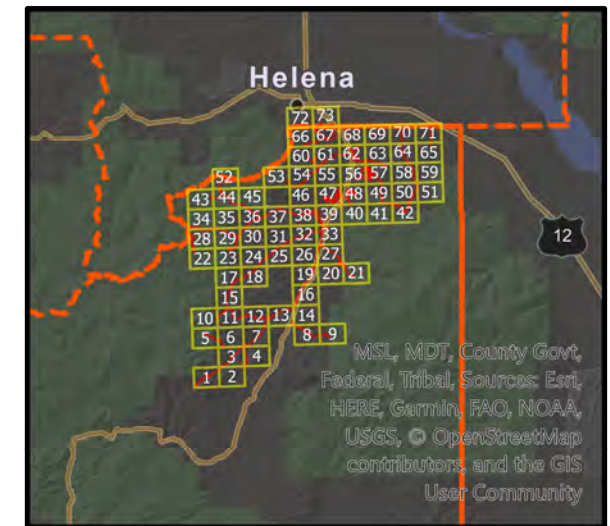 Helena
72 73
66 67 68 69 70 71
60 61 62 63 64 65
52 53 54 55 56 57 58 59
43 44 45 46 47 48 49 50 51
34 35 36 37 38 39 40 41 42
28 29 30 31 32 33
12
22 23 24 25 26 27
17 18 19 20 21
15 16
10 11 12 13 14
5 6 7 8 9
3 4
1 2
MSL, MDT, County Govt,
Federal, Tribal, Sources: Esri,
HERE, Garmin, FAO, NOAA,
USGS, © OpenStreetMap
contributors, and the GIS
User Community